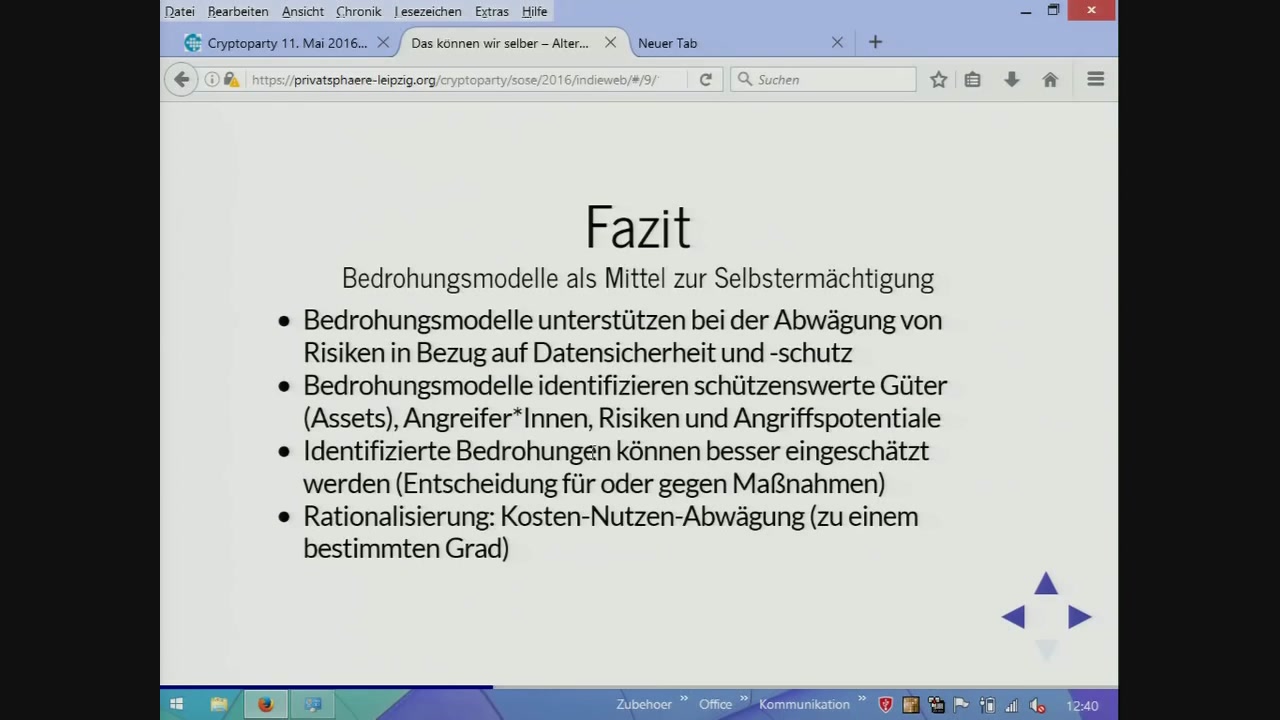 Datei Bearbeiten Ansicht Chronik Lesezeichen Extras Hilfe
Cryptoparty 11. Mai 2016... Das können wir selber – Alter... Neuer Tab
https://privatsphaere-leipzig.org/cryptoparty/sose/2016/indieweb/#/9/ Suchen
Fazit
Bedrohungsmodelle als Mittel zur Selbstermächtigung
• Bedrohungsmodelle unterstützen bei der Abwägung von
Risiken in Bezug auf Datensicherheit und -schutz
• Bedrohungsmodelle identifizieren schützenswerte Güter
(Assets), Angreifer*Innen, Risiken und Angriffspotentiale
• Identifizierte Bedrohungen können besser eingeschätzt
werden (Entscheidung für oder gegen Maßnahmen)
• Rationalisierung: Kosten-Nutzen-Abwägung (zu einem
bestimmten Grad)
Zubehoer » Office » Kommunikation » 12:40